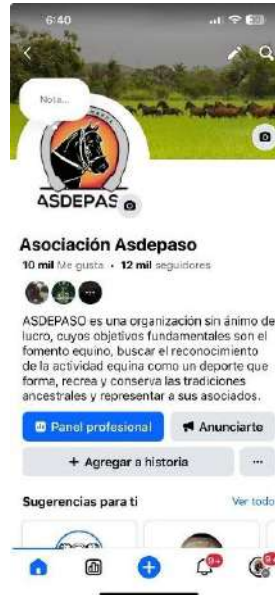 6:40
Nota...
ASDEPAS
Asociación Asdepaso
10 mil Me gusta • 12 mil seguidores
ASDEPASO es una organización sin ánimo de
lucro, cuyos objetivos fundamentales son el
fomento equino, buscar el reconocimiento
de la actividad equina como un deporte que
forma, recrea y conserva las tradiciones
ancestrales y representar a sus asociados.
Panel profesional
Anunciarte
+ Agregar a historia
...
Sugerencias para ti
Ver todo
9+